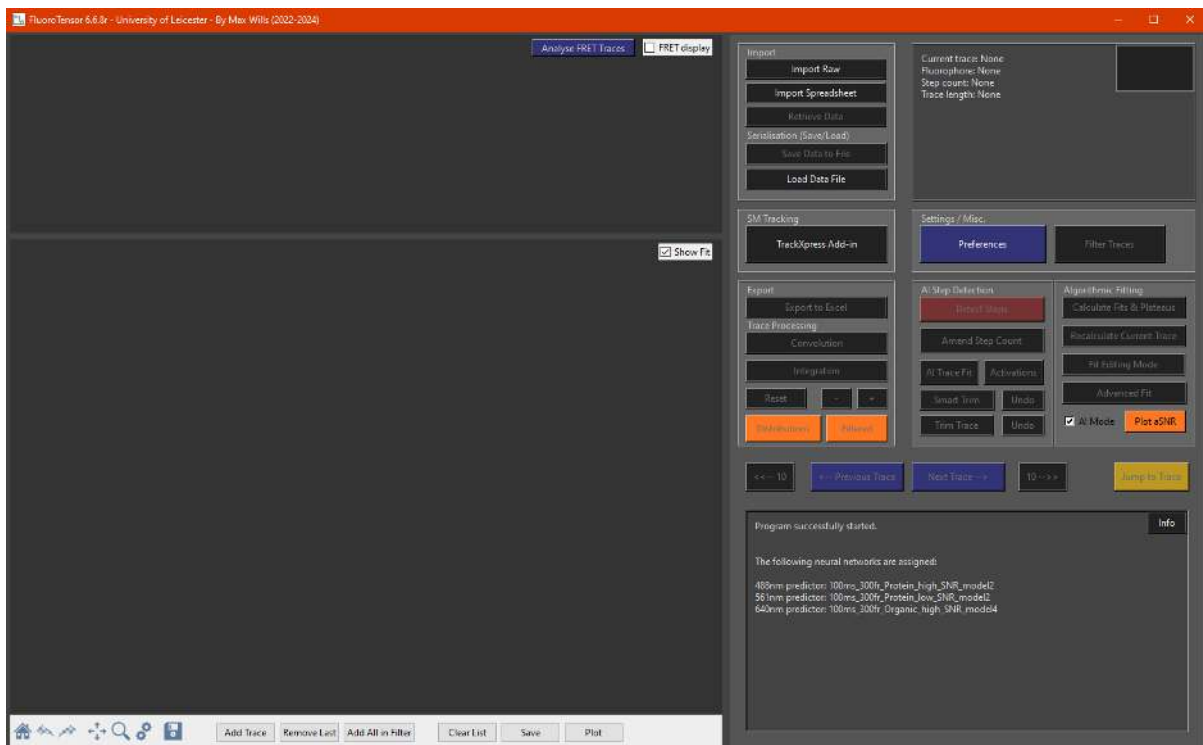 FluoroTensor 6.6.8r - University of Leicester - By Max Wills (2022-2024)
Analyse FRET Traces
FRET display
Show Fit
Add Trace
Remove Last
Add All in Filter
Clear List
Save
Plot
Import
Import Raw
Import Spreadsheet
Retrieve Data
Serialisation (Save/Load)
Save Data to File
Load Data File
Current trace: None
Fluorophore: None
Step count: None
Trace length: None
SM Tracking
TrackXpress Add-in
Settings / Misc.
Preferences
Filter Traces
Export
Export to Excel
Trace Processing
Convolution
Integration
Reset
-
+
Distributions
Filtered
AI Step Detection
Detect Steps
Amend Step Count
AI Trace Fit
Activations
Smart Trim
Undo
Trim Trace
Undo
Algorithmic Fitting
Calculate Fits & Plateaus
Recalculate Current Trace
Fit Editing Mode
Advanced Fit
AI Mode
Plot aSNR
<<-- 10
<-- Previous Trace
Next Trace -->
10 -->>
Jump to Trace
Info
Program successfully started.
The following neural networks are assigned:
488nm predictor: 100ms_300fr_Protein_high_SNR_model2
561nm predictor: 100ms_300fr_Protein_low_SNR_model2
640nm predictor: 100ms_300fr_Organic_high_SNR_model4